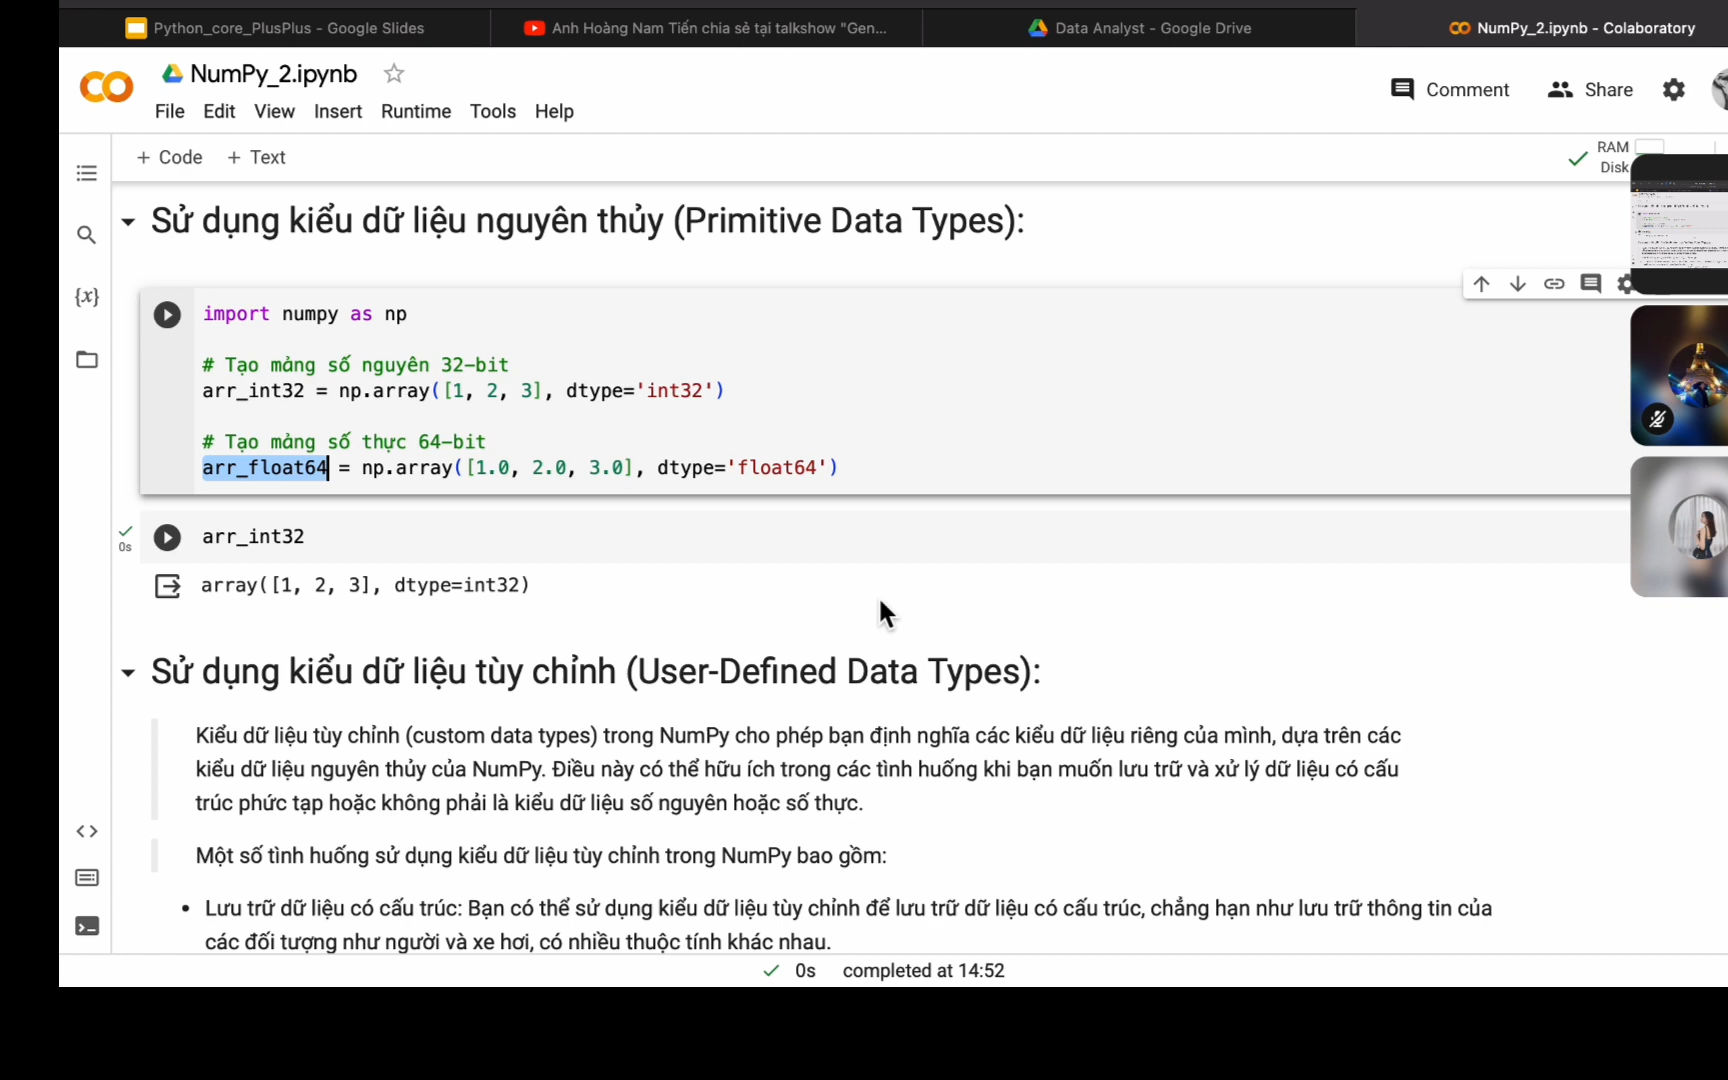 Python_core_PlusPlus - Google Slides
Anh Hoàng Nam Tiến chia sẻ tại talkshow "Gen...
Data Analyst - Google Drive
NumPy_2.ipynb - Colaboratory
NumPy_2.ipynb
Comment
Share
File Edit View Insert Runtime Tools Help
+ Code + Text
RAM
Disk
Sử dụng kiểu dữ liệu nguyên thủy (Primitive Data Types):
{x}
import numpy as np
# Tạo mảng số nguyên 32-bit
arr_int32 = np.array([1, 2, 3], dtype='int32')
# Tạo mảng số thực 64-bit
arr_float64 = np.array([1.0, 2.0, 3.0], dtype='float64')
0s
arr_int32
array([1, 2, 3], dtype=int32)
Sử dụng kiểu dữ liệu tùy chỉnh (User-Defined Data Types):
Kiểu dữ liệu tùy chỉnh (custom data types) trong NumPy cho phép bạn định nghĩa các kiểu dữ liệu riêng của mình, dựa trên các
kiểu dữ liệu nguyên thủy của NumPy. Điều này có thể hữu ích trong các tình huống khi bạn muốn lưu trữ và xử lý dữ liệu có cấu
trúc phức tạp hoặc không phải là kiểu dữ liệu số nguyên hoặc số thực.
Một số tình huống sử dụng kiểu dữ liệu tùy chỉnh trong NumPy bao gồm:
• Lưu trữ dữ liệu có cấu trúc: Bạn có thể sử dụng kiểu dữ liệu tùy chỉnh để lưu trữ dữ liệu có cấu trúc, chẳng hạn như lưu trữ thông tin của
các đối tượng như người và xe hơi, có nhiều thuộc tính khác nhau.
0s completed at 14:52